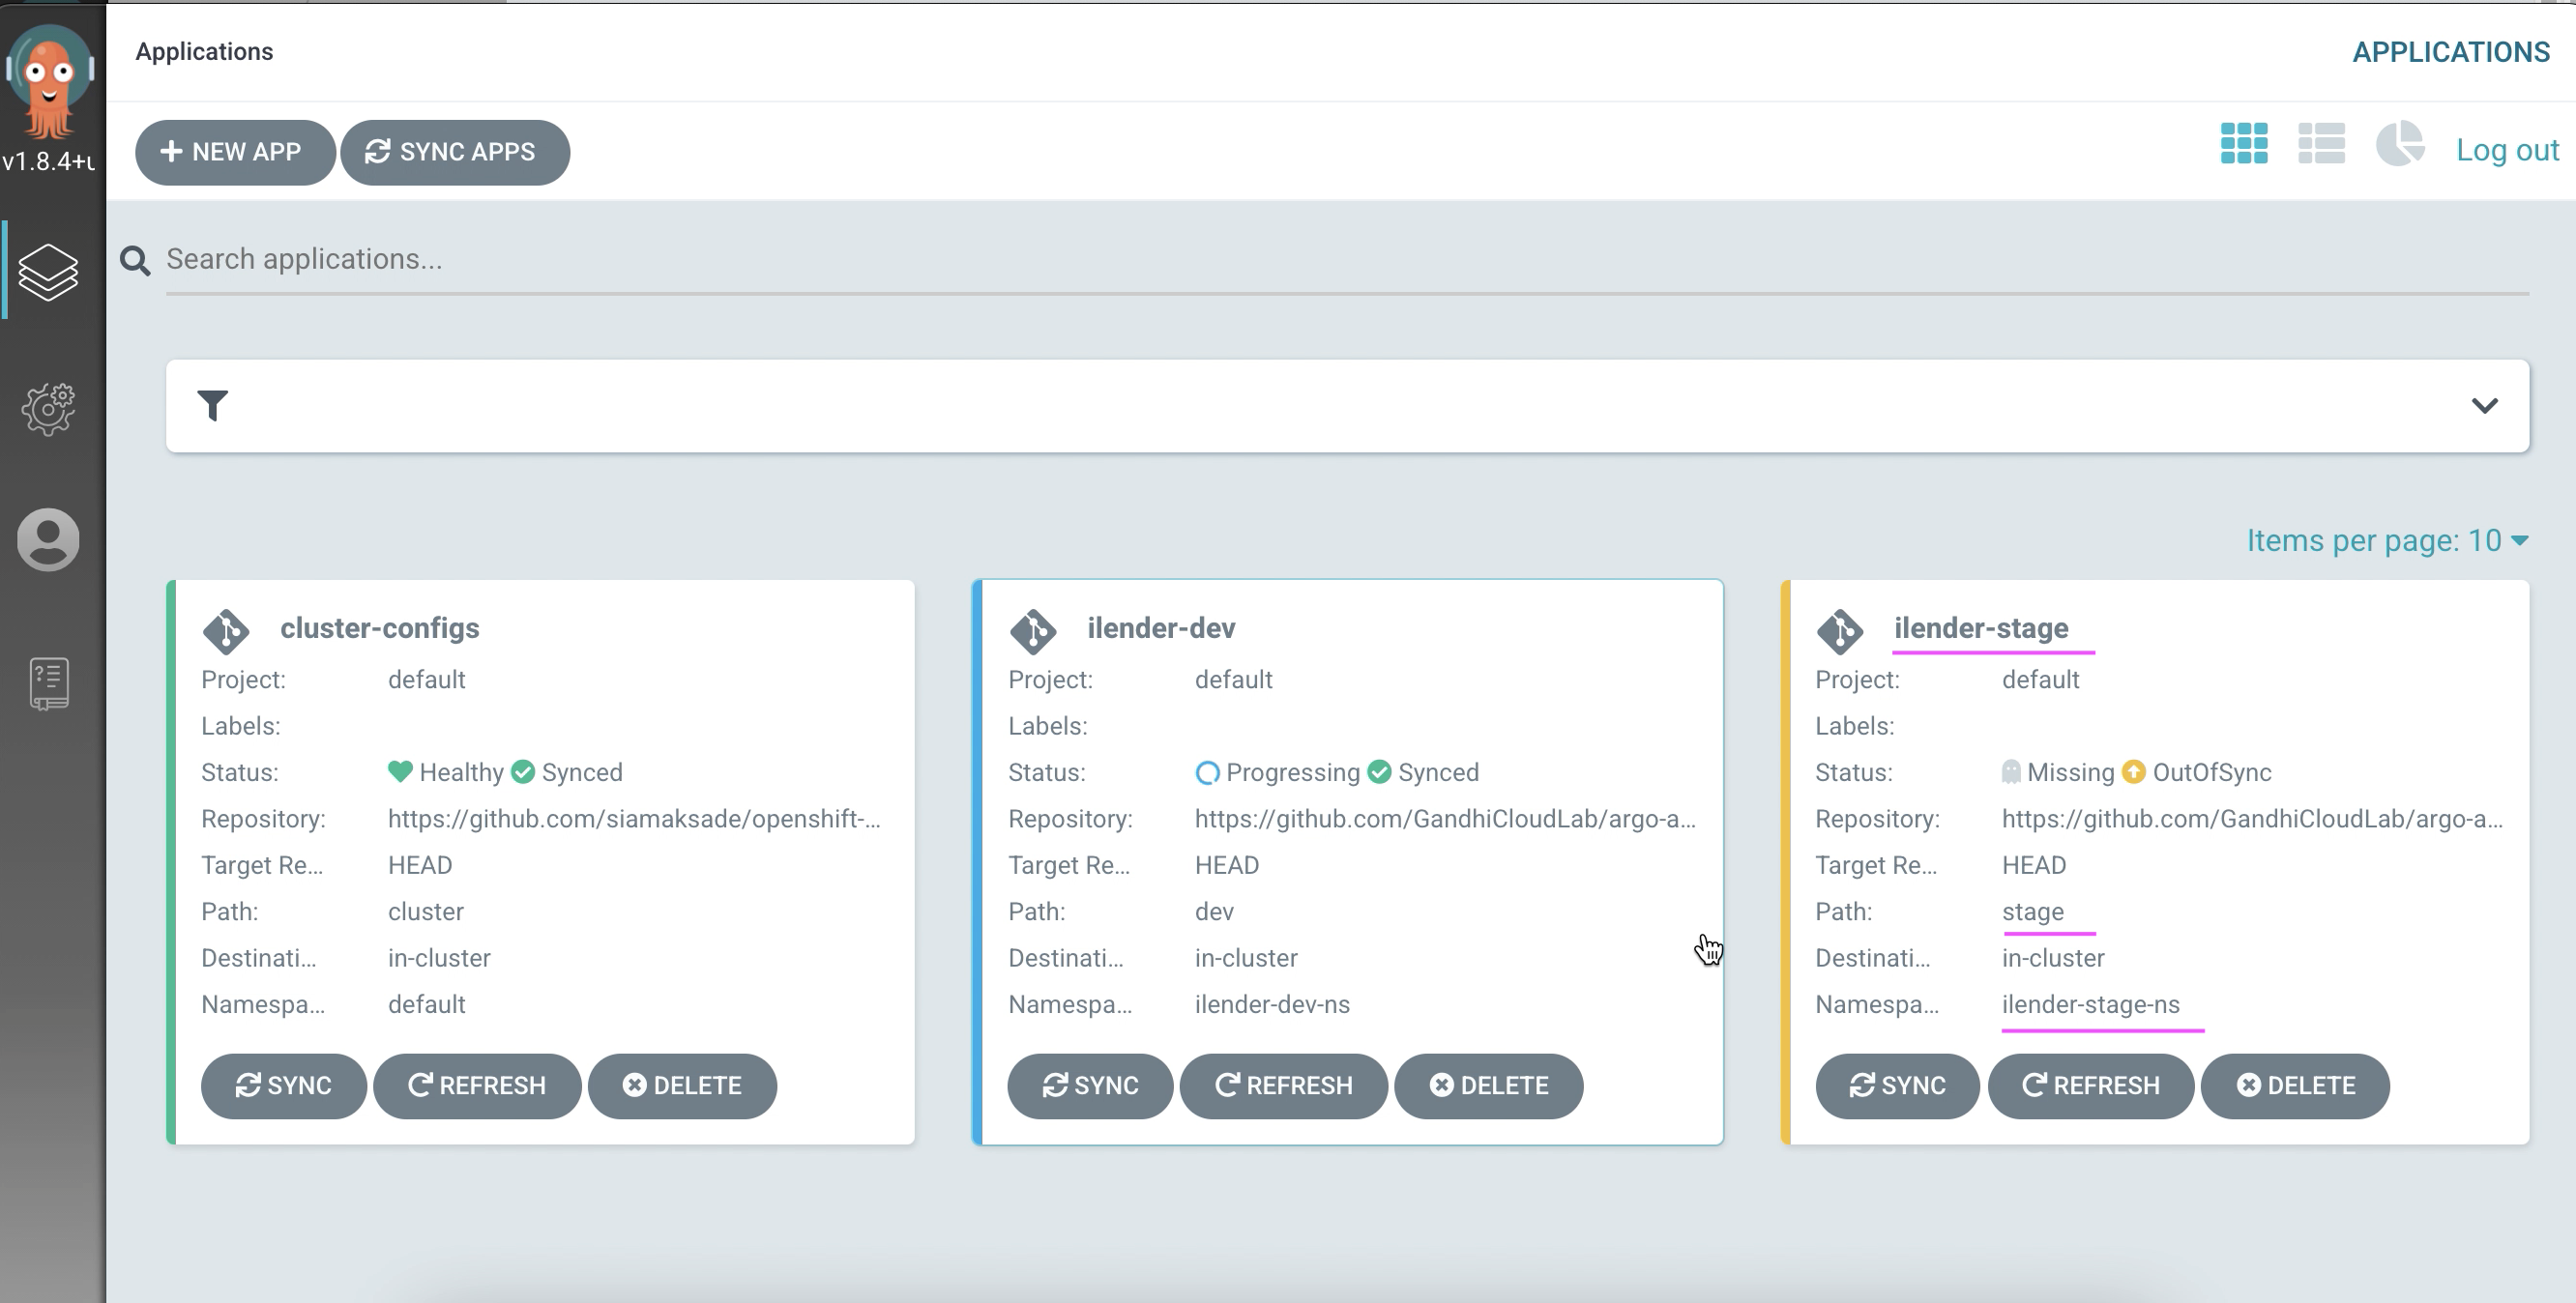 Applications
APPLICATIONS
NEW APP
SYNC APPS
Log out
v1.8.4+
Search applications...
Items per page: 10
cluster-configs
Project: default
Labels:
Status: Healthy Synced
Repository: https://github.com/siamaksade/openshift-...
Target Re... HEAD
Path: cluster
Destinati... in-cluster
Namespa... default
SYNC REFRESH DELETE
ilender-dev
Project: default
Labels:
Status: Progressing Synced
Repository: https://github.com/GandhiCloudLab/argo-a...
Target Re... HEAD
Path: dev
Destinati... in-cluster
Namespa... ilender-dev-ns
SYNC REFRESH DELETE
ilender-stage
Project: default
Labels:
Status: Missing OutOfSync
Repository: https://github.com/GandhiCloudLab/argo-a...
Target Re... HEAD
Path: stage
Destinati... in-cluster
Namespa... ilender-stage-ns
SYNC REFRESH DELETE